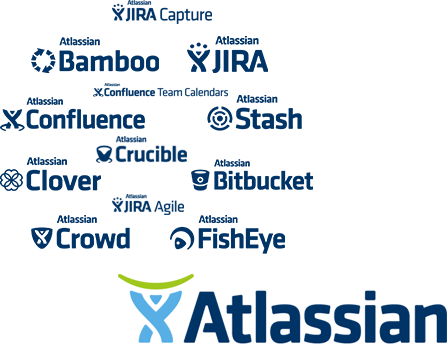 Atlassian
JIRA Capture
Atlassian
Bamboo
Atlassian
JIRA
Atlassian
Confluence Team Calendars
Atlassian
Confluence
Atlassian
Stash
Atlassian
Crucible
Atlassian
Clover
Atlassian
Bitbucket
Atlassian
JIRA Agile
Atlassian
Crowd
Atlassian
FishEye
Atlassian